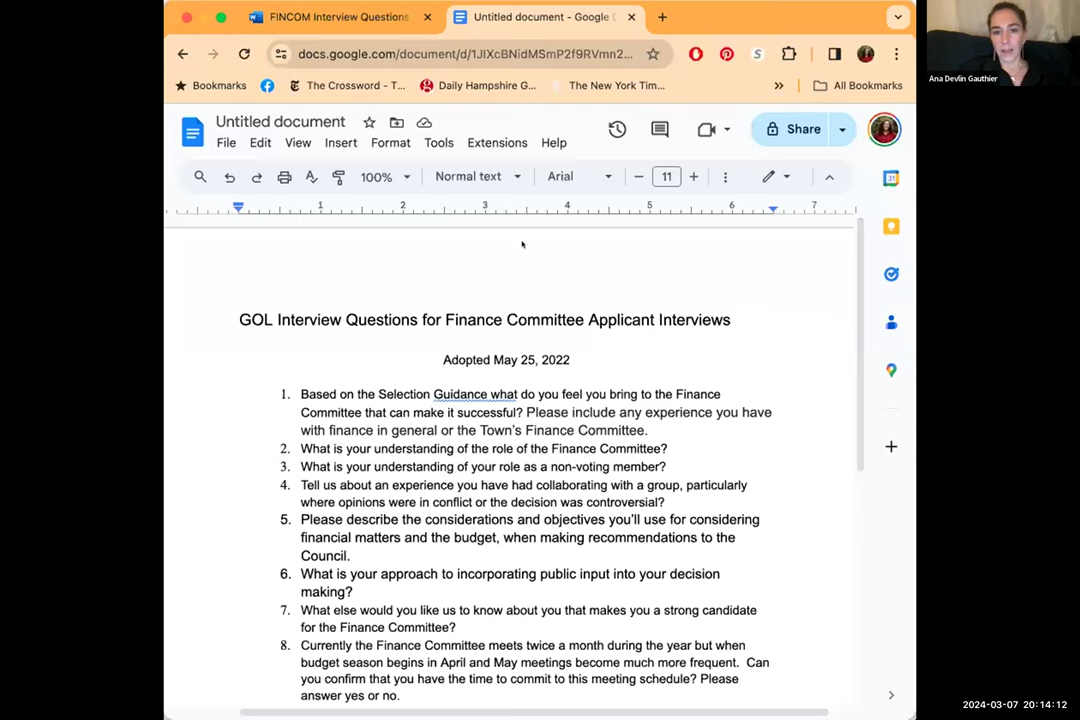 FINCOM Interview Questions
Untitled document - Google
docs.google.com/document/d/1JIXcBNidMSmP2f9RVmn2...
Bookmarks
The Crossword - T...
Daily Hampshire G...
The New York Tim...
All Bookmarks
Untitled document
File Edit View Insert Format Tools Extensions Help
Share
100% Normal text Arial 11
1 2 3 4 5 6 7
GOL Interview Questions for Finance Committee Applicant Interviews
Adopted May 25, 2022
1. Based on the Selection Guidance what do you feel you bring to the Finance
Committee that can make it successful? Please include any experience you have
with finance in general or the Town's Finance Committee.
2. What is your understanding of the role of the Finance Committee?
3. What is your understanding of your role as a non-voting member?
4. Tell us about an experience you have had collaborating with a group, particularly
where opinions were in conflict or the decision was controversial?
5. Please describe the considerations and objectives you'll use for considering
financial matters and the budget, when making recommendations to the
Council.
6. What is your approach to incorporating public input into your decision
making?
7. What else would you like us to know about you that makes you a strong candidate
for the Finance Committee?
8. Currently the Finance Committee meets twice a month during the year but when
budget season begins in April and May meetings become much more frequent. Can
you confirm that you have the time to commit to this meeting schedule? Please
answer yes or no.
Ana Devlin Gauthier
2024-03-07 20:14:12